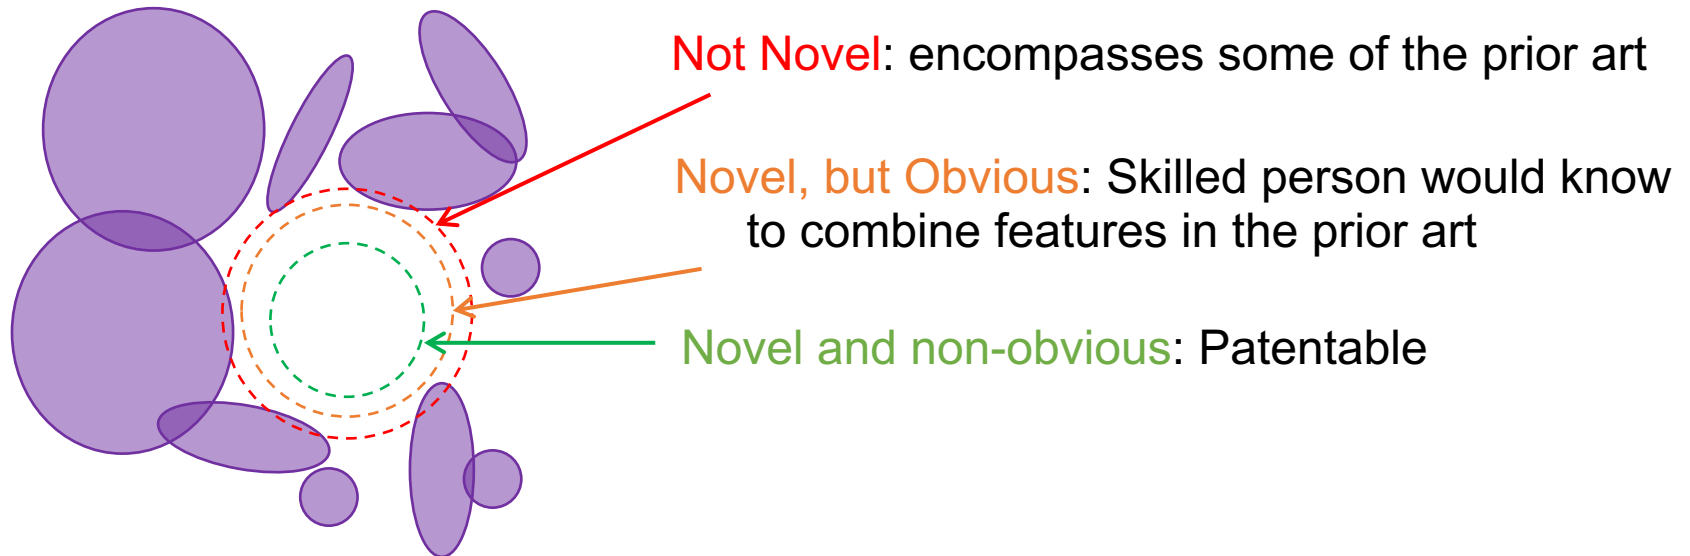 Not Novel: encompasses some of the prior art
Novel, but Obvious: Skilled person would know
to combine features in the prior art
Novel and non-obvious: Patentable